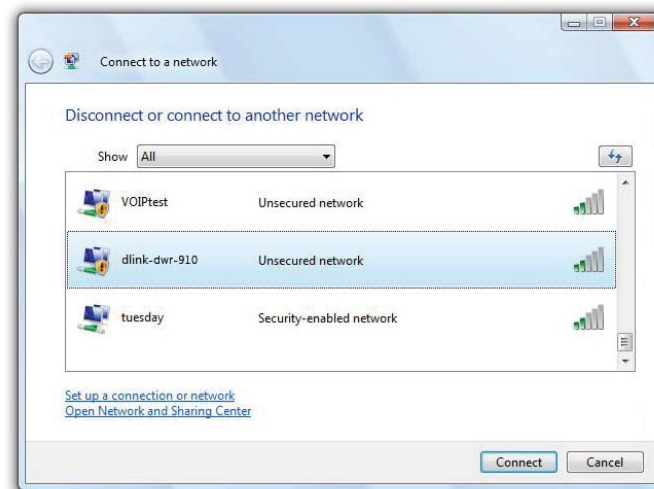 Connect to a network
Disconnect or connect to another network
Show All
VOIPtest Unsecured network
dlink-dwr-910 Unsecured network
tuesday Security-enabled network
Set up a connection or network
Open Network and Sharing Center
Connect Cancel